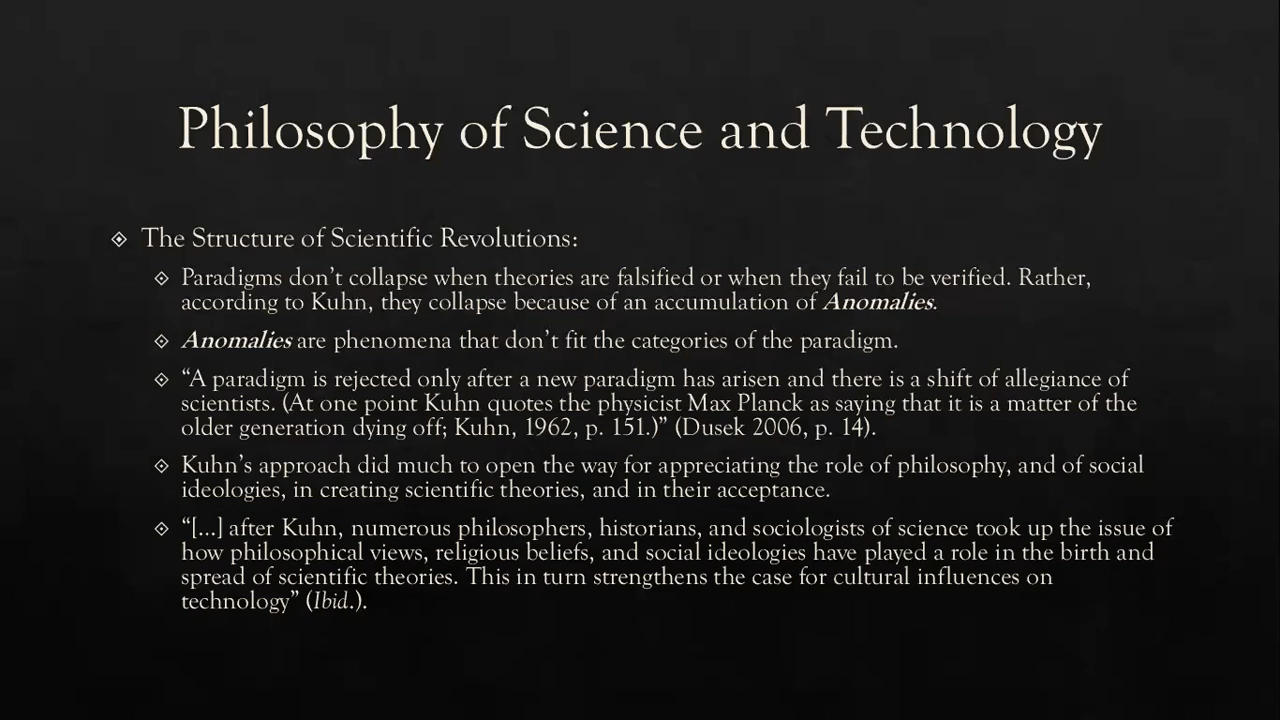 Philosophy of Science and Technology
The Structure of Scientific Revolutions:
Paradigms don’t collapse when theories are falsified or when they fail to be verified. Rather,
according to Kuhn, they collapse because of an accumulation of Anomalies.
Anomalies are phenomena that don’t fit the categories of the paradigm.
“A paradigm is rejected only after a new paradigm has arisen and there is a shift of allegiance of
scientists. (At one point Kuhn quotes the physicist Max Planck as saying that it is a matter of the
older generation dying off; Kuhn, 1962, p. 151.)” (Dusek 2006, p. 14).
Kuhn’s approach did much to open the way for appreciating the role of philosophy, and of social
ideologies, in creating scientific theories, and in their acceptance.
“[…] after Kuhn, numerous philosophers, historians, and sociologists of science took up the issue of
how philosophical views, religious beliefs, and social ideologies have played a role in the birth and
spread of scientific theories. This in turn strengthens the case for cultural influences on
technology” (Ibid.).